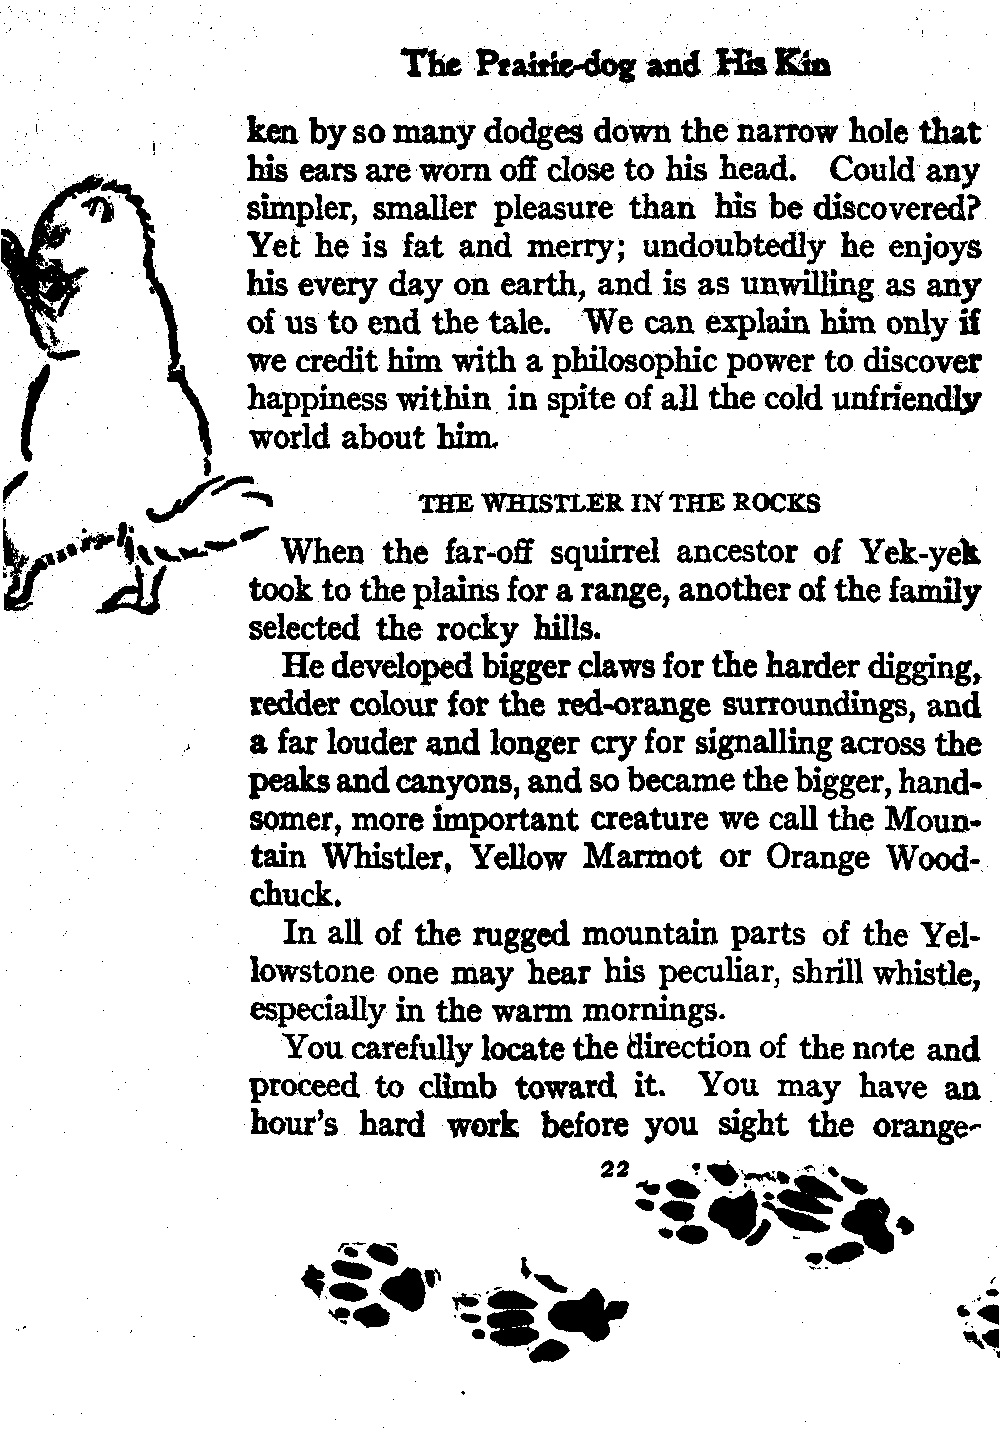 The Prairie-dog and His Kin
ken by so many dodges down the narrow hole that
his ears are worn off close to his head. Could any
simpler, smaller pleasure than his be discovered?
Yet he is fat and merry; undoubtedly he enjoys
his every day on earth, and is as unwilling as any
of us to end the tale. We can explain him only if
we credit him with a philosophic power to discover
happiness within in spite of all the cold unfriendly
world about him.
THE WHISTLER IN THE ROCKS
When the far-off squirrel ancestor of Yek-yek
took to the plains for a range, another of the family
selected the rocky hills.
He developed bigger claws for the harder digging,
redder colour for the red-orange surroundings, and
a far louder and longer cry for signalling across the
peaks and canyons, and so became the bigger, hand-
somer, more important creature we call the Moun-
tain Whistler, Yellow Marmot or Orange Wood-
chuck.
In all of the rugged mountain parts of the Yel-
lowstone one may hear his peculiar, shrill whistle,
especially in the warm mornings.
You carefully locate the direction of the note and
proceed to climb toward it. You may have an
hour's hard work before you sight the orange-
22